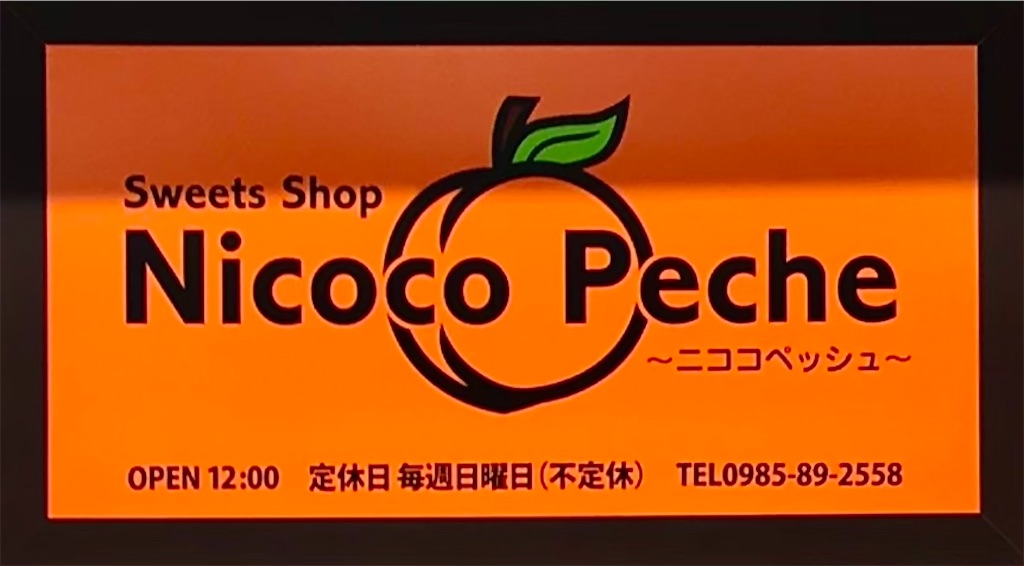 Sweets Shop
Nicoco Peche
～ニココペッシュ～
OPEN 12:00 定休日 毎週日曜日（不定休） TEL0985-89-2558